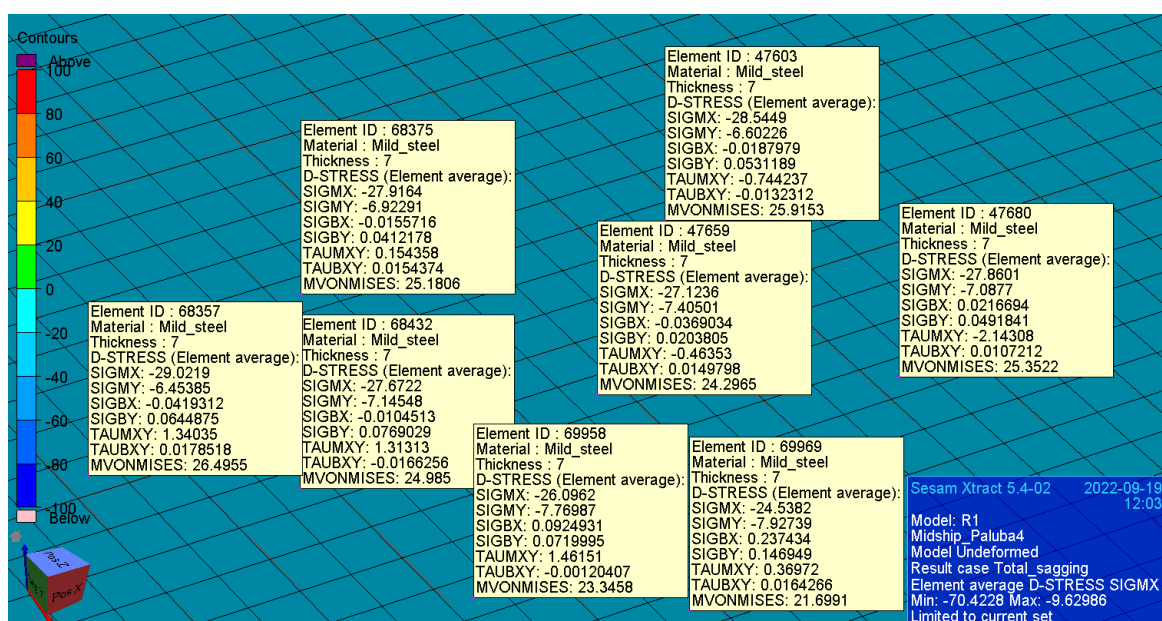 Contours
Above
100
80
60
40
20
0
-20
-40
-60
-80
-100
Below
Element ID : 47603
Material : Mild_steel
Thickness : 7
D-STRESS (Element average):
SIGMX: -28.5449
SIGMY: -6.60226
SIGBX: -0.0187979
SIGBY: 0.0531189
TAUMXY: -0.744237
TAUBXY: -0.0132312
MVONMISES: 25.9153
Element ID : 68375
Material : Mild_steel
Thickness : 7
D-STRESS (Element average):
SIGMX: -27.9164
SIGMY: -6.92291
SIGBX: -0.0155716
SIGBY: 0.0412178
TAUMXY: 0.154358
TAUBXY: 0.0154374
MVONMISES: 25.1806
Element ID : 47680
Material : Mild_steel
Thickness : 7
D-STRESS (Element average):
SIGMX: -27.8601
SIGMY: -7.0877
SIGBX: 0.0216694
SIGBY: 0.0491841
TAUMXY: -2.14308
TAUBXY: 0.0107212
MVONMISES: 25.3522
Element ID : 47659
Material : Mild_steel
Thickness : 7
D-STRESS (Element average):
SIGMX: -27.1236
SIGMY: -7.40501
SIGBX: -0.0369034
SIGBY: 0.0203805
TAUMXY: -0.46353
TAUBXY: 0.0149798
MVONMISES: 24.2965
Element ID : 68357
Material : Mild_steel
Thickness : 7
D-STRESS (Element average):
SIGMX: -29.0219
SIGMY: -6.45385
SIGBX: -0.0419312
SIGBY: 0.0644875
TAUMXY: 1.34035
TAUBXY: 0.0178518
MVONMISES: 26.4955
Element ID : 68432
Material : Mild_steel
Thickness : 7
D-STRESS (Element average):
SIGMX: -27.6722
SIGMY: -7.14548
SIGBX: -0.0104513
SIGBY: 0.0769029
TAUMXY: 1.31313
TAUBXY: -0.0166256
MVONMISES: 24.985
Element ID : 69958
Material : Mild_steel
Thickness : 7
D-STRESS (Element average):
SIGMX: -26.0962
SIGMY: -7.76987
SIGBX: 0.0924931
SIGBY: 0.0719995
TAUMXY: 1.46151
TAUBXY: -0.00120407
MVONMISES: 23.3458
Element ID : 69969
Material : Mild_steel
Thickness : 7
D-STRESS (Element average):
SIGMX: -24.5382
SIGMY: -7.92739
SIGBX: 0.237434
SIGBY: 0.146949
TAUMXY: 0.36972
TAUBXY: 0.0164266
MVONMISES: 21.6991
Sesam Xtract 5.4-02 2022-09-19
12:03
Model: R1
Midship_Paluba4
Model Undeformed
Result case Total_sagging
Element average D-STRESS SIGMX
Min: -70.4228 Max: -9.62986
Limited to current set
Pos Z
Pos X